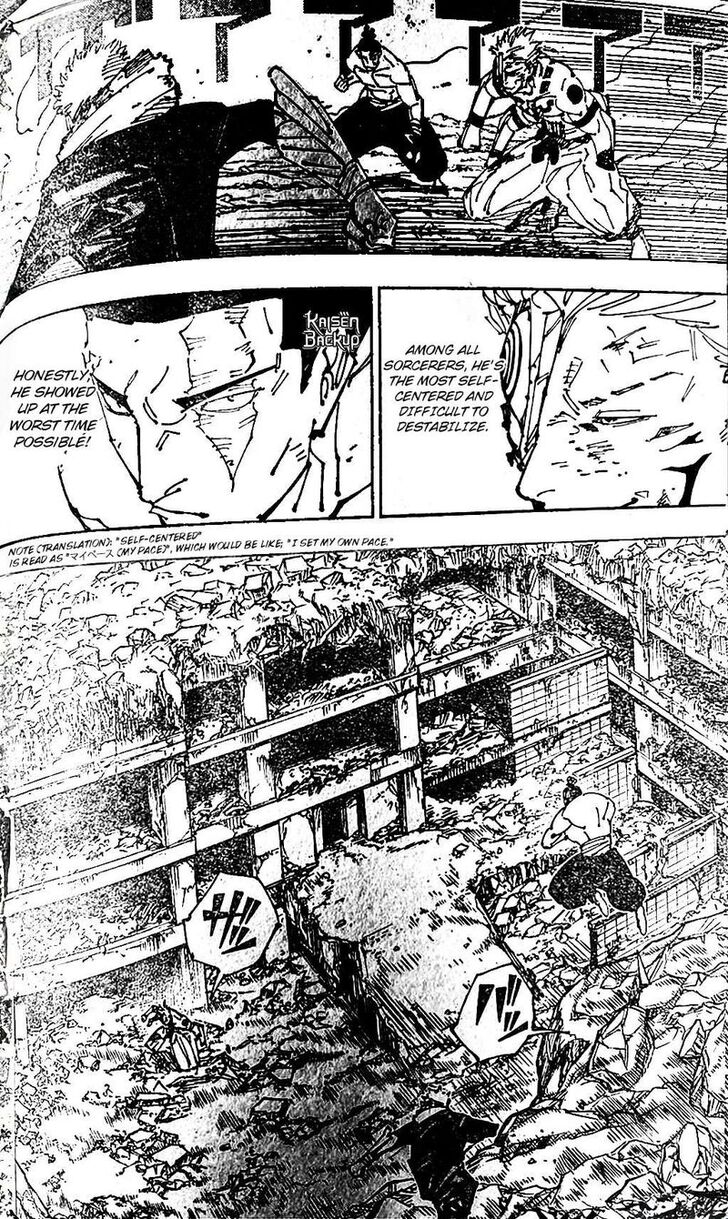 AMONG ALL
SORCERERS, HE'S
THE MOST SELF-
CENTERED AND
DIFFICULT TO
DESTABILIZE.
KAISEN
BACKUP
HONESTLY,
HE SHOWED
UP AT THE
WORST TIME
POSSIBLE!
NOTE (TRANSLATION): "SELF-CENTERED"
IS READ AS "マイペース (MY PACE)", WHICH WOULD BE LIKE; "I SET MY OWN PACE."